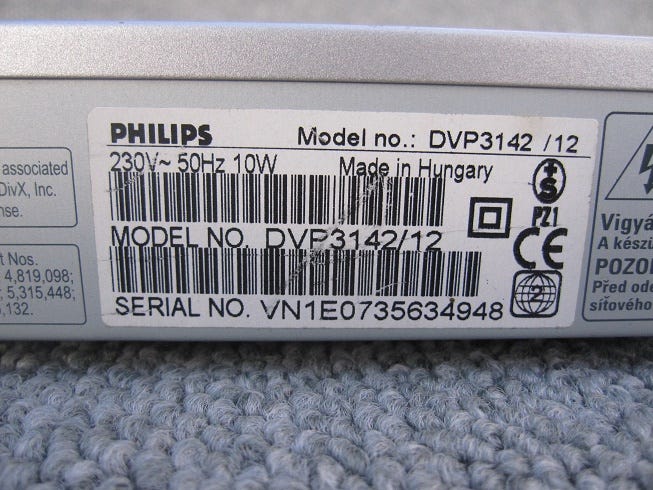 associated
DivX, Inc.
nse.
t Nos.
4,819,098;
5,315,448;
,132.
PHILIPS Model no.: DVP3142 /12
230V~ 50Hz 10W Made in Hungary
MODEL NO. DVP3142/12
SERIAL NO. VN1E0735634948
+
S
PZ1
CE
2
Vigyá
A készü
POZO
Před ode
síťového